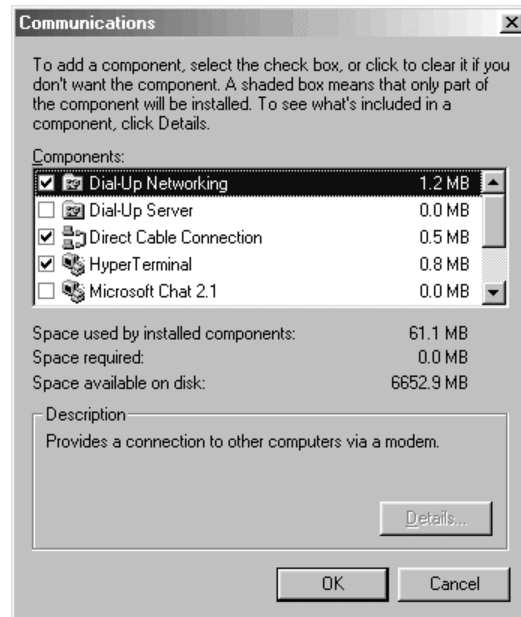 Communications
To add a component, select the check box, or click to clear it if you
don't want the component. A shaded box means that only part of
the component will be installed. To see what's included in a
component, click Details.
Components:
Dial-Up Networking 1.2 MB
Dial-Up Server 0.0 MB
Direct Cable Connection 0.5 MB
HyperTerminal 0.8 MB
Microsoft Chat 2.1 0.0 MB
Space used by installed components: 61.1 MB
Space required: 0.0 MB
Space available on disk: 6652.9 MB
Description
Provides a connection to other computers via a modem.
Details...
OK Cancel